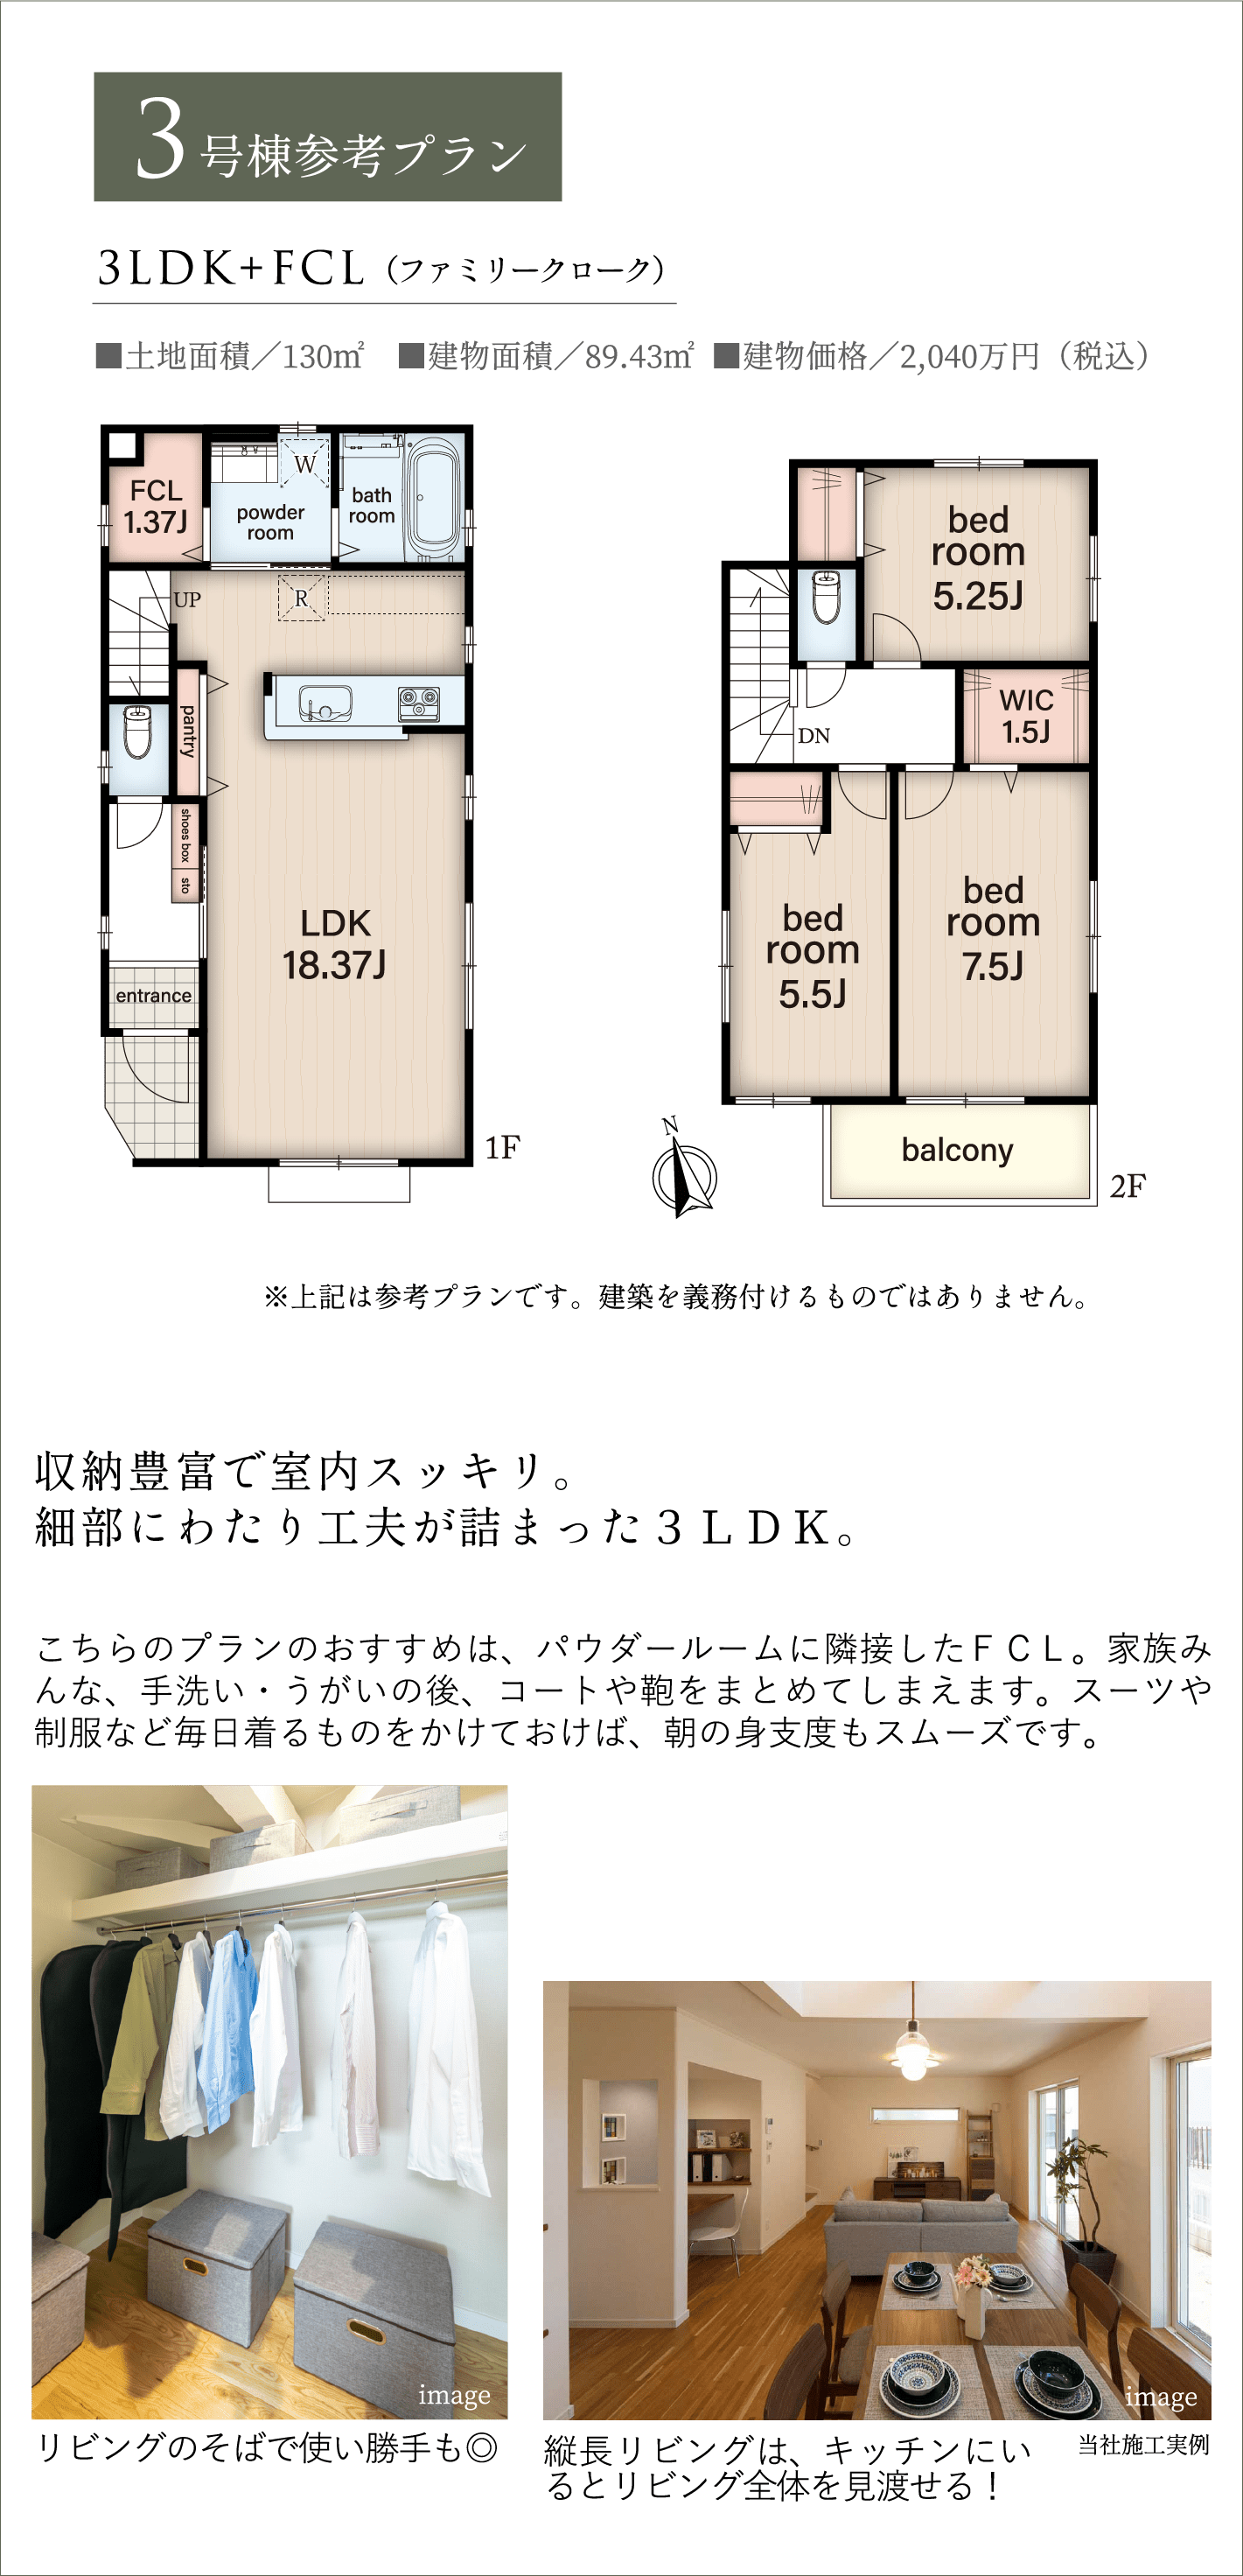 3号棟参考プラン
3LDK+FCL（ファミリークローク）
■土地面積／130㎡ ■建物面積／89.43㎡ ■建物価格／2,040万円（税込）
FCL
1.37J
W
powder
room
bath
room
UP
R
pantry
shoes box
sto
LDK
18.37J
entrance
1F
bed
room
5.25J
WIC
1.5J
DN
bed
room
5.5J
bed
room
7.5J
balcony
N
2F
※上記は参考プランです。建築を義務付けるものではありません。
収納豊富で室内スッキリ。
細部にわたり工夫が詰まった３ＬＤＫ。
こちらのプランのおすすめは、パウダールームに隣接したＦＣＬ。家族み
んな、手洗い・うがいの後、コートや鞄をまとめてしまえます。スーツや
制服など毎日着るものをかけておけば、朝の身支度もスムーズです。
image
リビングのそばで使い勝手も◎
image
縦長リビングは、キッチンにい
るとリビング全体を見渡せる！
当社施工実例